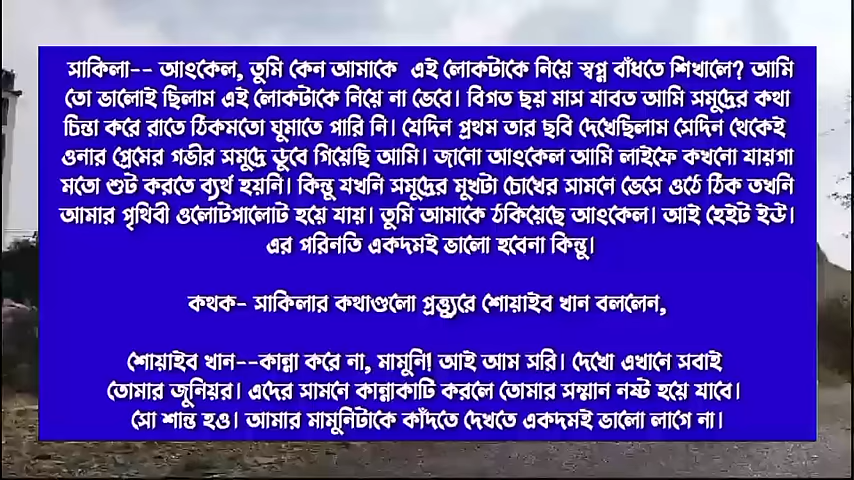 সাকিলা-- আংকেল, তুমি কেন আমাকে এই লোকটাকে নিয়ে স্বপ্ন বাঁধতে শিখালে? আমি
তো ভালোই ছিলাম এই লোকটাকে নিয়ে না ভেবে। বিগত ছয় মাস যাবত আমি সমুদ্রের কথা
চিন্তা করে রাতে ঠিকমতো ঘুমাতে পারি নি। যেদিন প্রথম তার ছবি দেখেছিলাম সেদিন থেকেই
ওনার প্রেমের গভীর সমুদ্রে ডুবে গিয়েছি আমি। জানো আংকেল আমি লাইফে কখনো যায়গা
মতো শুট করতে ব্যর্থ হয়নি। কিন্তু যখনি সমুদ্রের মুখটা চোখের সামনে ভেসে ওঠে ঠিক তখনি
আমার পৃথিবী ওলোটপালোট হয়ে যায়। তুমি আমাকে ঠকিয়েছে আংকেল। আই হেইট ইউ।
এর পরিনতি একদমই ভালো হবেনা কিন্তু।
কথক- সাকিলার কথাগুলো প্রত্ত্যুরে শোয়াইব খান বললেন,
শোয়াইব খান--কান্না করে না, মামুনি! আই আম সরি। দেখো এখানে সবাই
তোমার জুনিয়র। এদের সামনে কান্নাকাটি করলে তোমার সম্মান নষ্ট হয়ে যাবে।
সো শান্ত হও। আমার মামুনিটাকে কাঁদতে দেখতে একদমই ভালো লাগে না।